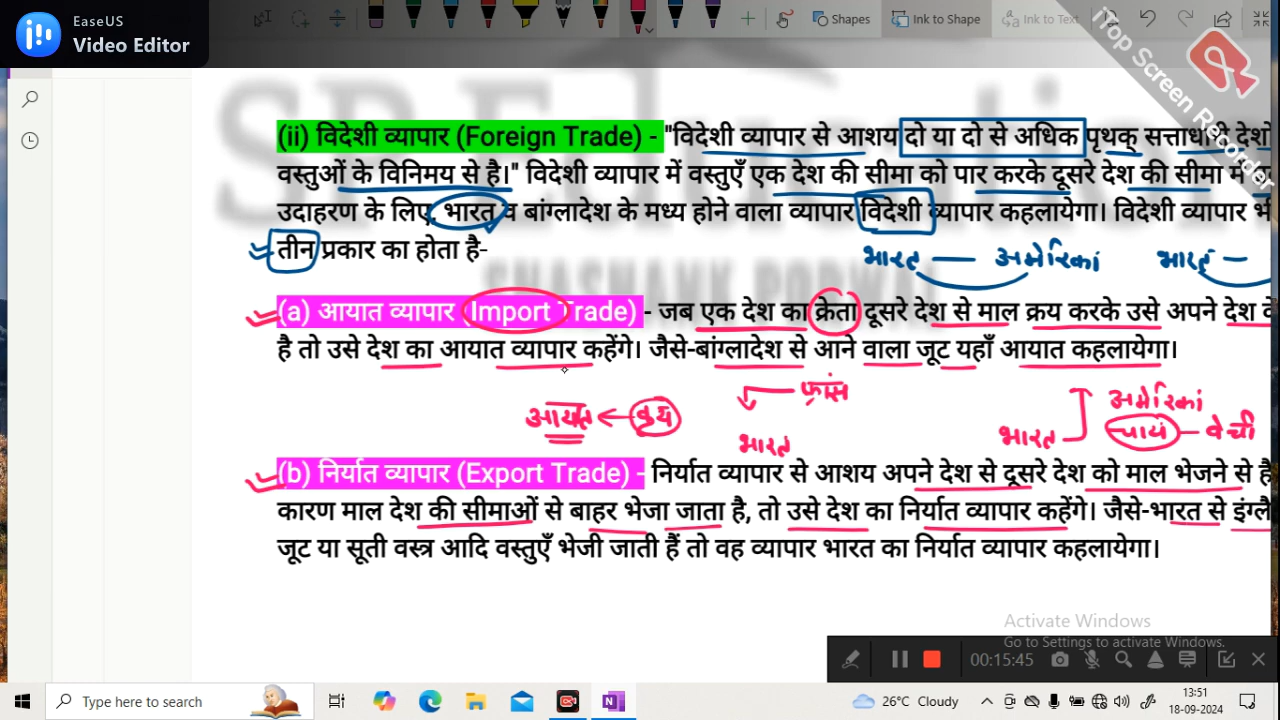 EaseUS
Video Editor
Shapes
Ink to Shape
Ink to Text
iTop Screen Recorder
(ii) विदेशी व्यापार (Foreign Trade) - "विदेशी व्यापार से आशय दो या दो से अधिक पृथक् सत्ताधारी देशों
वस्तुओं के विनिमय से है।" विदेशी व्यापार में वस्तुएँ एक देश की सीमा को पार करके दूसरे देश की सीमा में
उदाहरण के लिए, भारत व बांग्लादेश के मध्य होने वाला व्यापार विदेशी व्यापार कहलायेगा। विदेशी व्यापार भी
तीन प्रकार का होता है-
भारत — अमेरिकां भारत —
(a) आयात व्यापार (Import Trade) - जब एक देश का क्रेता दूसरे देश से माल क्रय करके उसे अपने देश
है तो उसे देश का आयात व्यापार कहेंगे। जैसे-बांग्लादेश से आने वाला जूट यहाँ आयात कहलायेगा।
आयात ← क्रय फ्रांस अमेरिकां
भारत भारत चाय — बेची
(b) निर्यात व्यापार (Export Trade) - निर्यात व्यापार से आशय अपने देश से दूसरे देश को माल भेजने से है
कारण माल देश की सीमाओं से बाहर भेजा जाता है, तो उसे देश का निर्यात व्यापार कहेंगे। जैसे-भारत से
जूट या सूती वस्त्र आदि वस्तुएँ भेजी जाती हैं तो वह व्यापार भारत का निर्यात व्यापार कहलायेगा।
Activate Windows
Go to Settings to activate Windows.
00:15:45
Type here to search
26°C Cloudy
13:51
18-09-2024